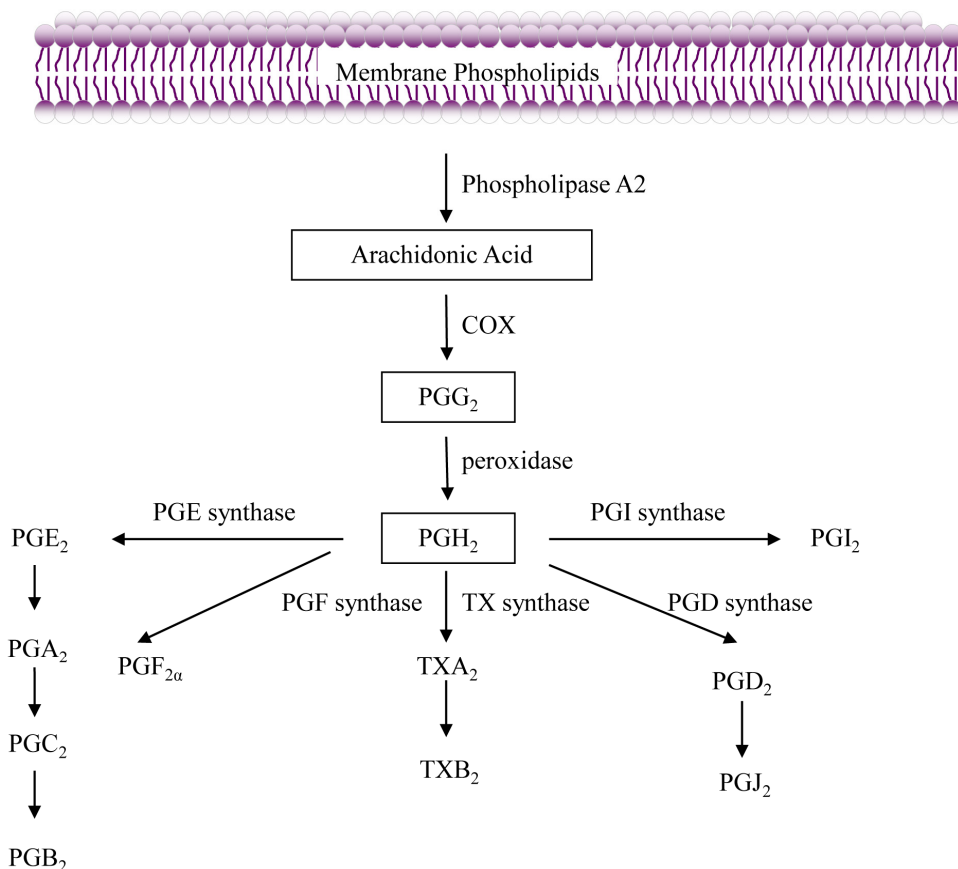 Membrane Phospholipids
Phospholipase A2
Arachidonic Acid
COX
PGG₂
peroxidase
PGE synthase
PGI synthase
PGE₂
PGH₂
PGI₂
PGF synthase
TX synthase
PGD synthase
PGA₂
PGF₂α
TXA₂
PGD₂
PGC₂
TXB₂
PGJ₂
PGB₂